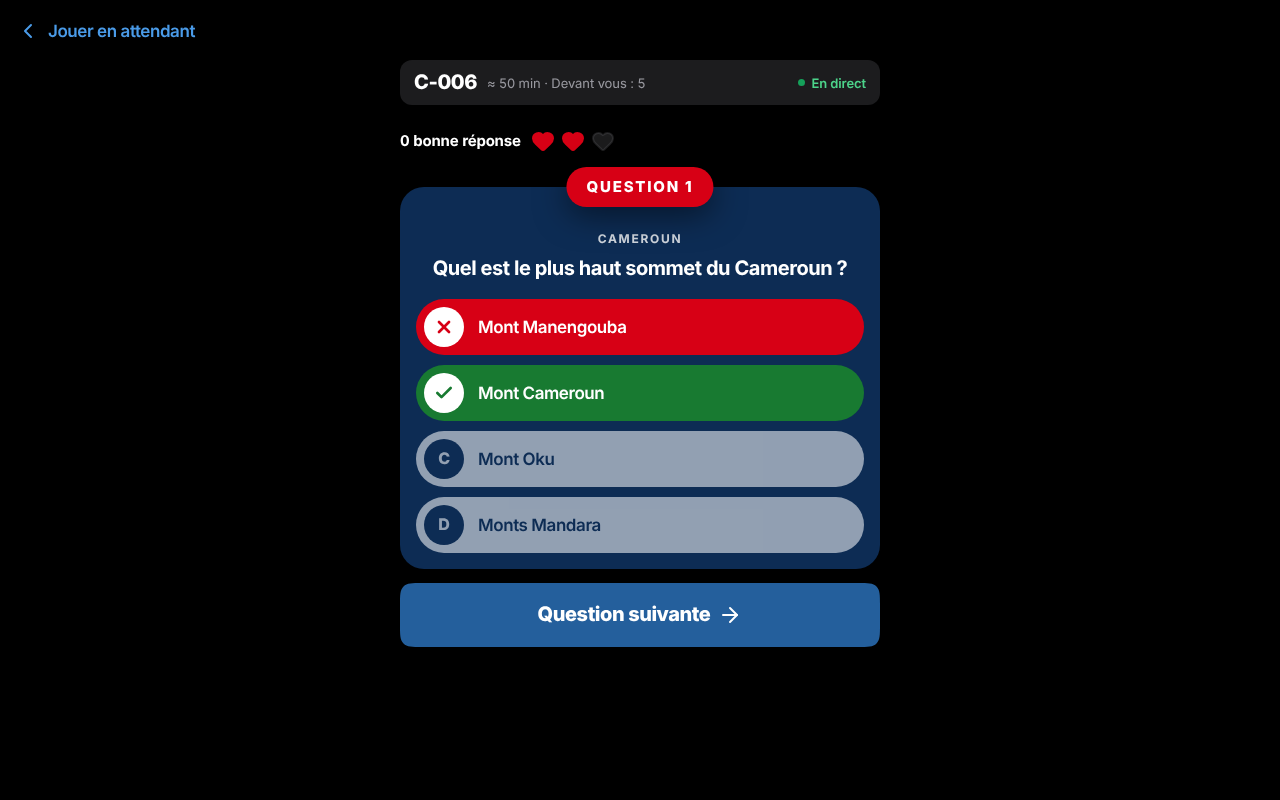 Jouer en attendant
C-006 ≈ 50 min · Devant vous : 5 En direct
0 bonne réponse
QUESTION 1
CAMEROUN
Quel est le plus haut sommet du Cameroun ?
Mont Manengouba
Mont Cameroun
C Mont Oku
D Monts Mandara
Question suivante →